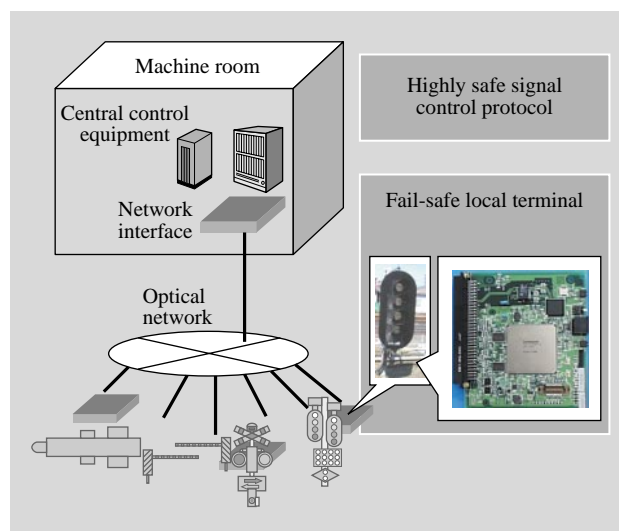 Machine room
Central control
equipment
Network
interface
Optical
network
Highly safe signal
control protocol
Fail-safe local terminal